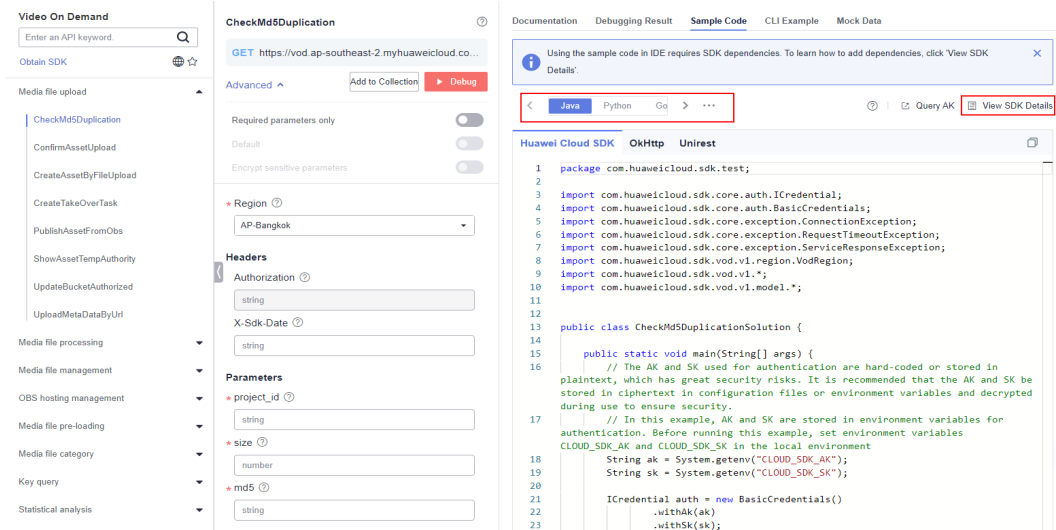 Video On Demand
Enter an API keyword.
Obtain SDK
Media file upload
CheckMd5Duplication
ConfirmAssetUpload
CreateAssetByFileUpload
CreateTakeOverTask
PublishAssetFromObs
ShowAssetTempAuthority
UpdateBucketAuthorized
UploadMetaDataByUrl
Media file processing
Media file management
OBS hosting management
Media file pre-loading
Media file category
Key query
Statistical analysis
CheckMd5Duplication
GET https://vod.ap-southeast-2.myhuaweicloud.co...
Advanced
Add to Collection
Debug
Required parameters only
Default
Encrypt sensitive parameters
* Region
AP-Bangkok
Headers
Authorization
string
X-Sdk-Date
string
Parameters
* project_id
string
* size
number
* md5
string
Documentation Debugging Result Sample Code CLI Example Mock Data
Using the sample code in IDE requires SDK dependencies. To learn how to add dependencies, click 'View SDK
Details'.
Java Python Go ...
Query AK View SDK Details
Huawei Cloud SDK OkHttp Unirest
1 package com.huaweicloud.sdk.test;
2
3 import com.huaweicloud.sdk.core.auth.ICredential;
4 import com.huaweicloud.sdk.core.auth.BasicCredentials;
5 import com.huaweicloud.sdk.core.exception.ConnectionException;
6 import com.huaweicloud.sdk.core.exception.RequestTimeoutException;
7 import com.huaweicloud.sdk.core.exception.ServiceResponseException;
8 import com.huaweicloud.sdk.vod.v1.region.VodRegion;
9 import com.huaweicloud.sdk.vod.v1.*;
10 import com.huaweicloud.sdk.vod.v1.model.*;
11
12
13 public class CheckMd5DuplicationSolution {
14
15 public static void main(String[] args) {
16 // The AK and SK used for authentication are hard-coded or stored in
plaintext, which has great security risks. It is recommended that the AK and SK be
stored in ciphertext in configuration files or environment variables and decrypted
during use to ensure security.
17 // In this example, AK and SK are stored in environment variables for
authentication. Before running this example, set environment variables
CLOUD_SDK_AK and CLOUD_SDK_SK in the local environment
18 String ak = System.getenv("CLOUD_SDK_AK");
19 String sk = System.getenv("CLOUD_SDK_SK");
20
21 ICredential auth = new BasicCredentials()
22 .withAk(ak)
23 .withSk(sk);